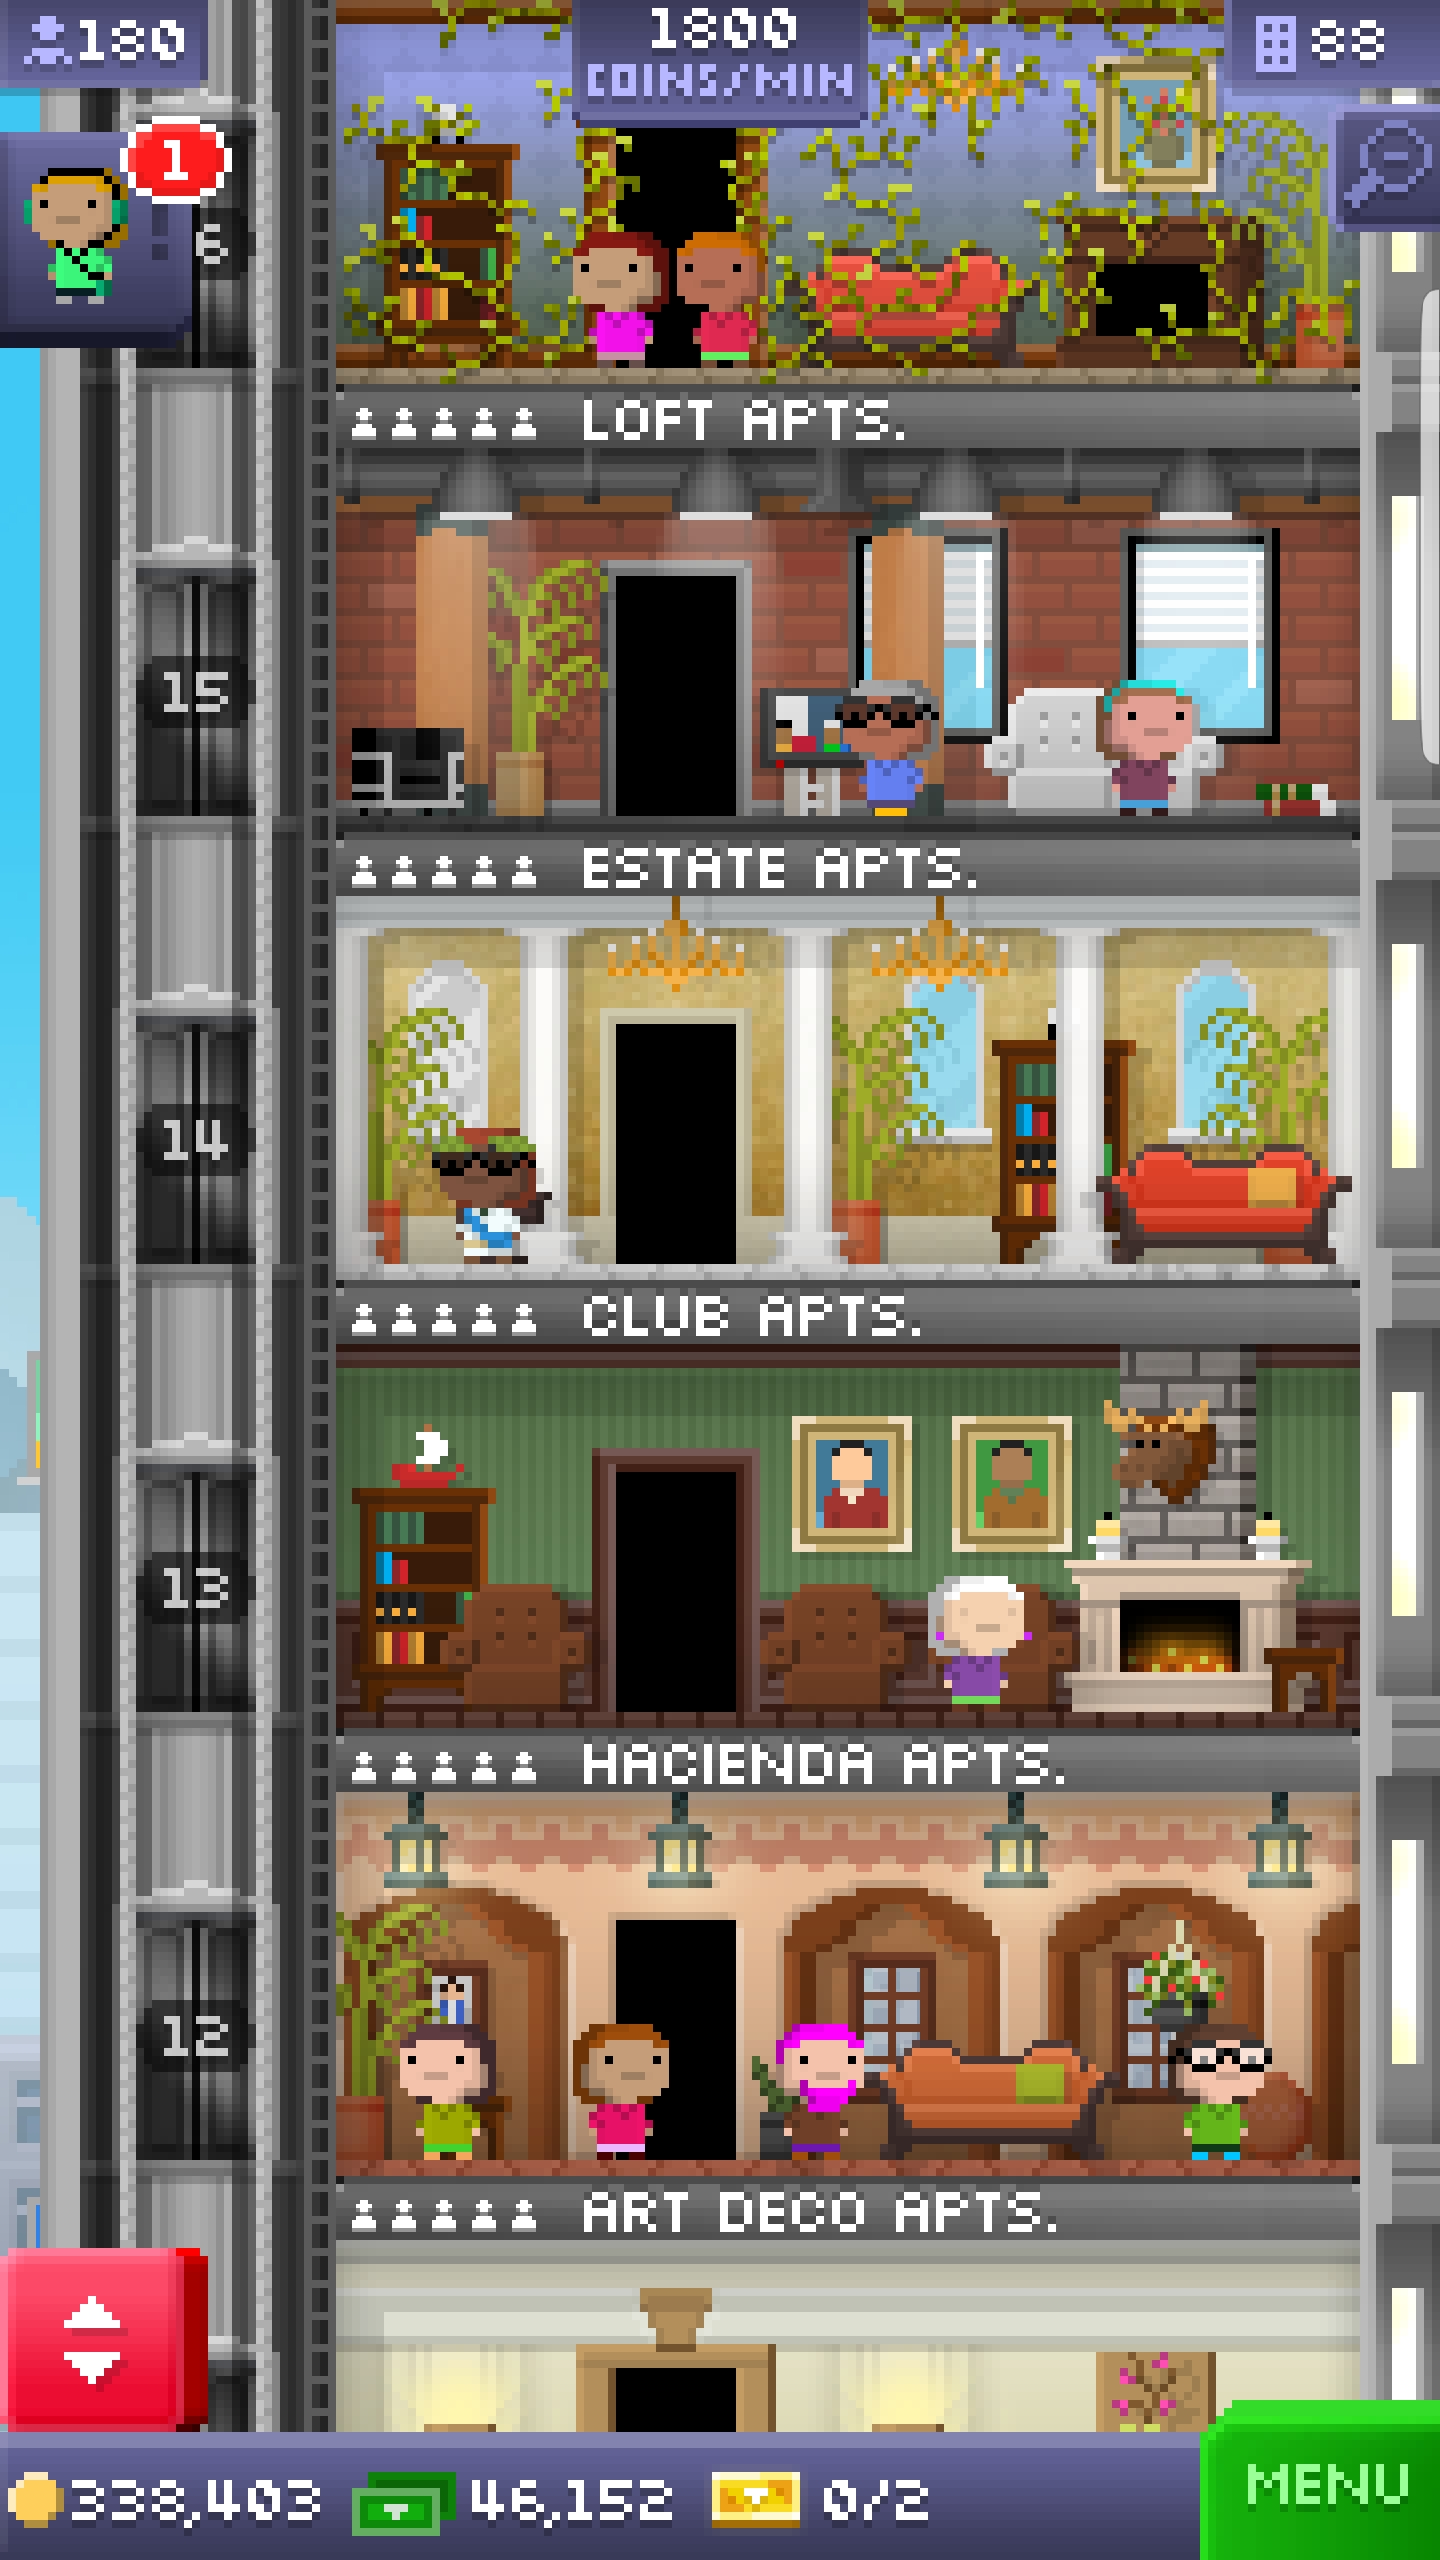 180
1800
COINS/MIN
88
1
6
LOFT APTS.
15
ESTATE APTS.
14
CLUB APTS.
13
HACIENDA APTS.
12
ART DECO APTS.
338,403
46,152
0/2
MENU